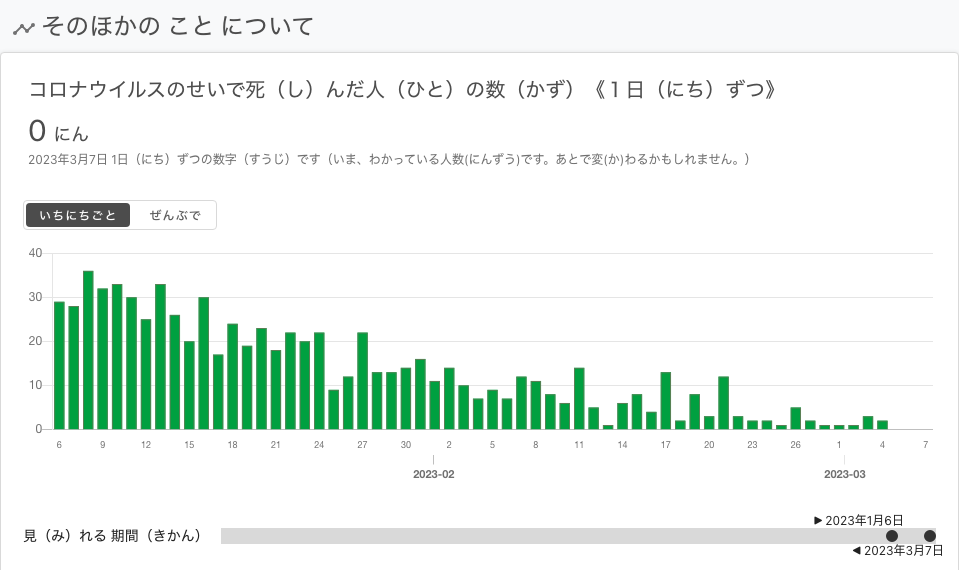 そのほかの こと について
コロナウイルスのせいで死（し）んだ人（ひと）の数（かず）《１日（にち）ずつ》
0 にん
2023年3月7日 1日（にち）ずつの数字（すうじ）です（いま、わかっている人数(にんずう)です。あとで変(か)わるかもしれません。）
いちにちごと ぜんぶで
40
30
20
10
0
6 9 12 15 18 21 24 27 30 2 5 8 11 14 17 20 23 26 1 4 7
2023-02 2023-03
▶2023年1月6日
見（み）れる 期間（きかん）
◀2023年3月7日